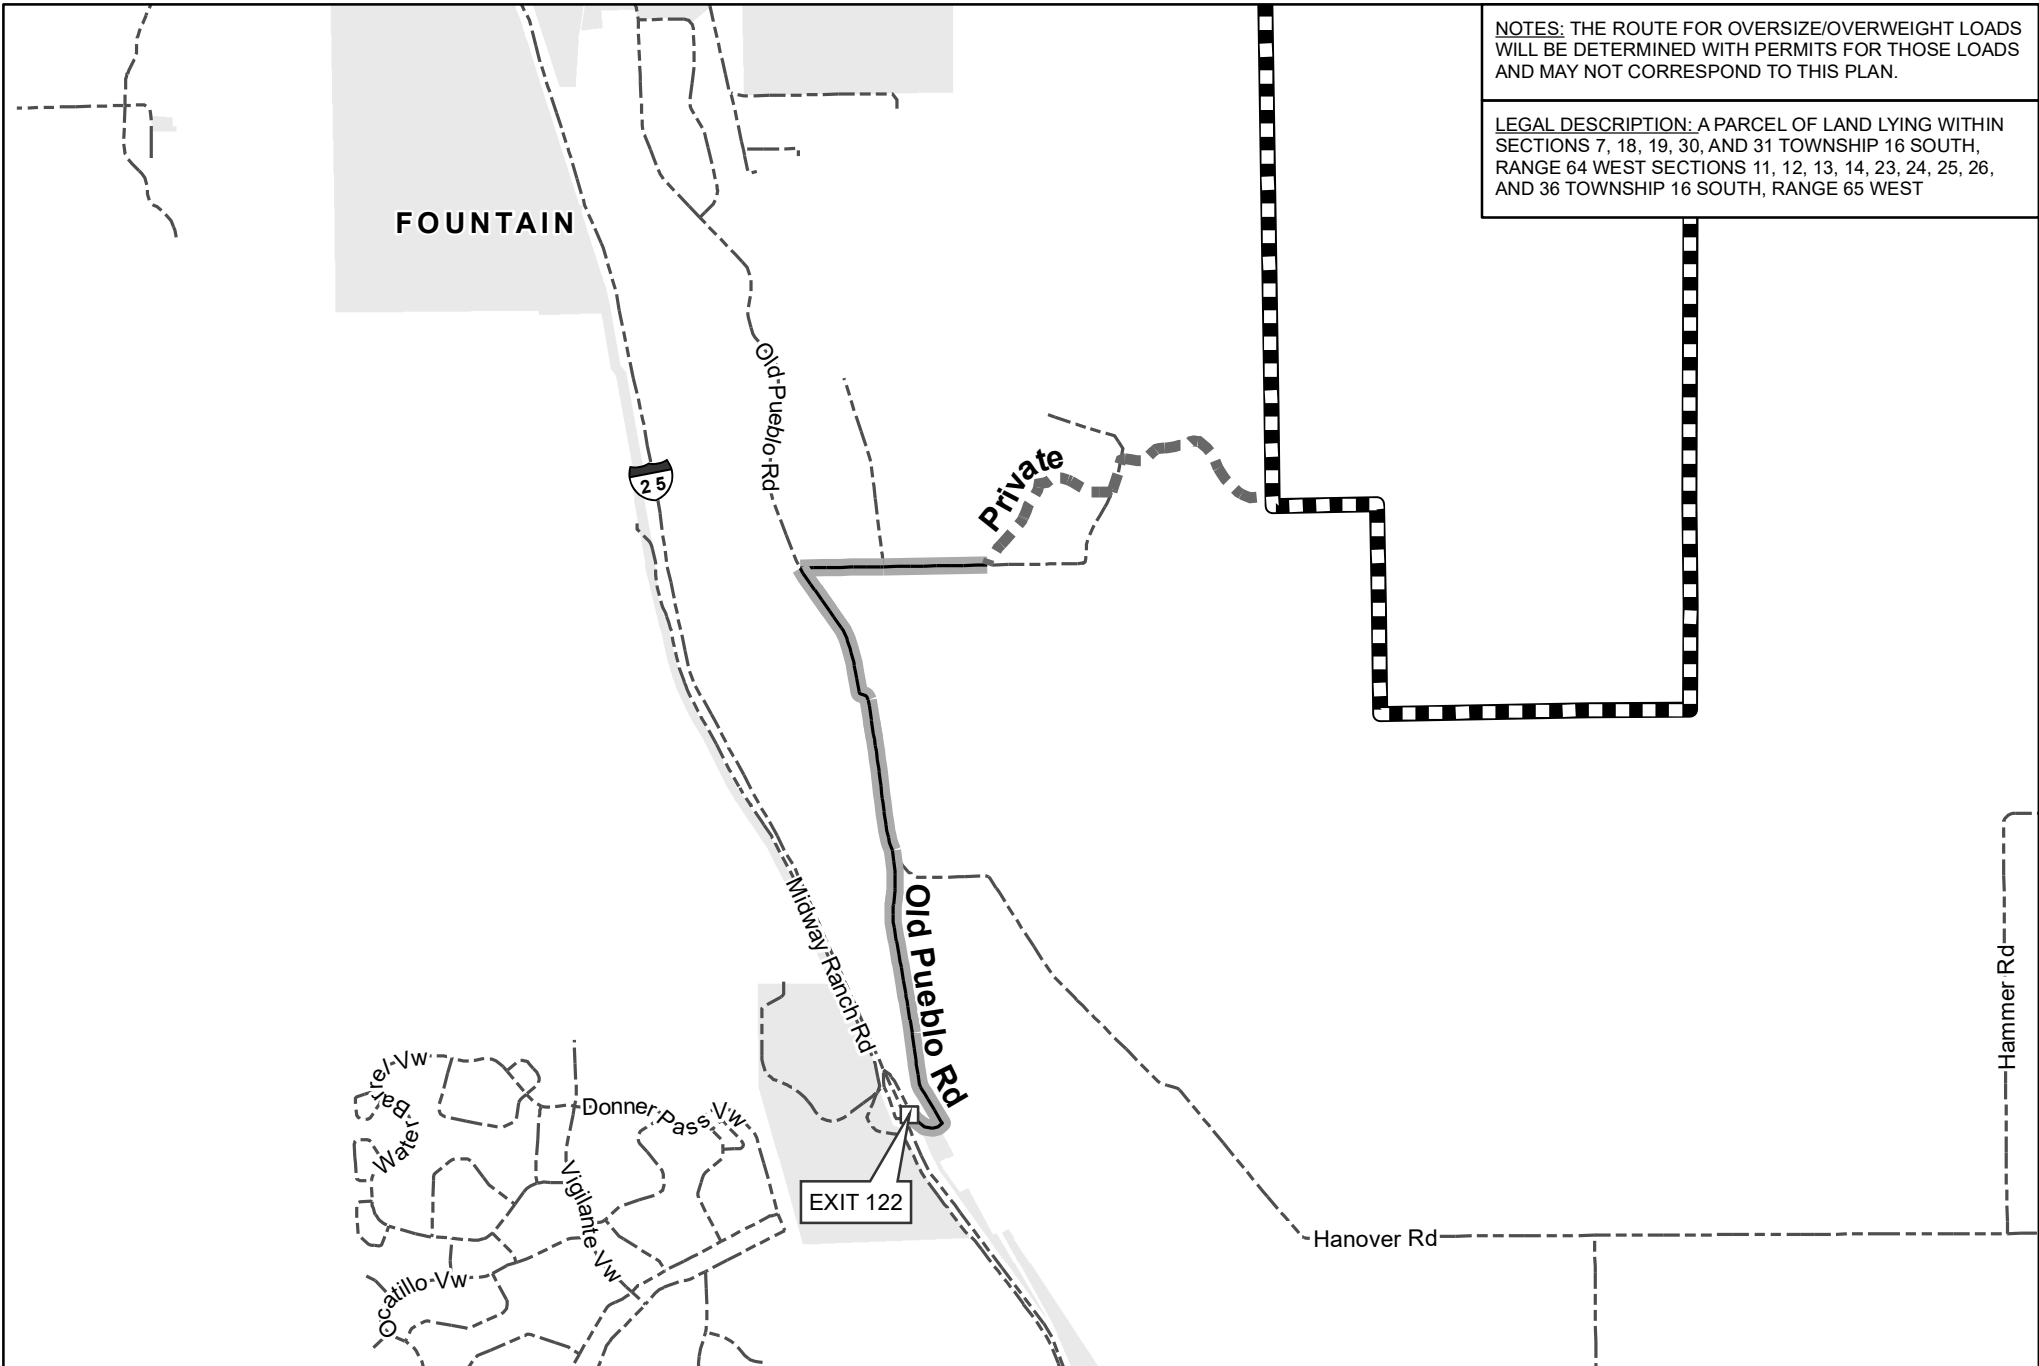 NOTES: THE ROUTE FOR OVERSIZE/OVERWEIGHT LOADS
WILL BE DETERMINED WITH PERMITS FOR THOSE LOADS
AND MAY NOT CORRESPOND TO THIS PLAN.
LEGAL DESCRIPTION: A PARCEL OF LAND LYING WITHIN
SECTIONS 7, 18, 19, 30, AND 31 TOWNSHIP 16 SOUTH,
RANGE 64 WEST SECTIONS 11, 12, 13, 14, 23, 24, 25, 26,
AND 36 TOWNSHIP 16 SOUTH, RANGE 65 WEST
FOUNTAIN
Old Pueblo Rd
Private
25
Midway Ranch Rd
Old Pueblo Rd
Hammer Rd
Water Barrel Vw
Donner Pass Vw
Vigilante Vw
EXIT 122
Hanover Rd
Ocatillo Vw